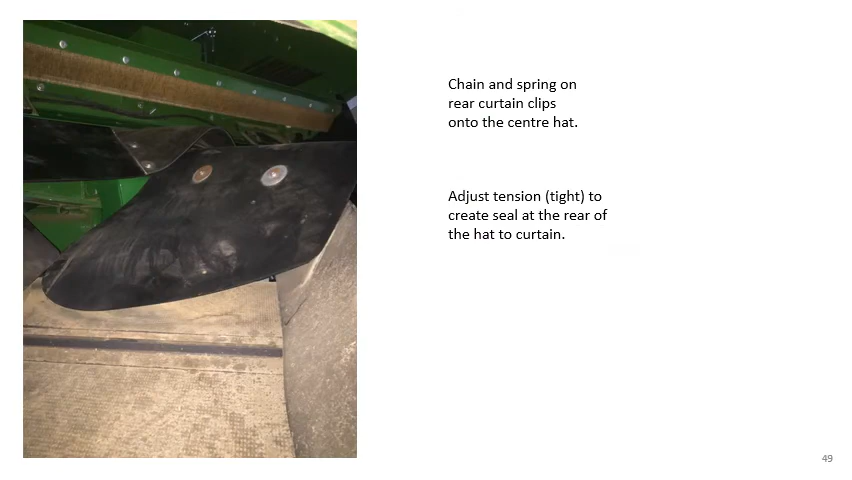 Chain and spring on
rear curtain clips
onto the centre hat.
Adjust tension (tight) to
create seal at the rear of
the hat to curtain.
49